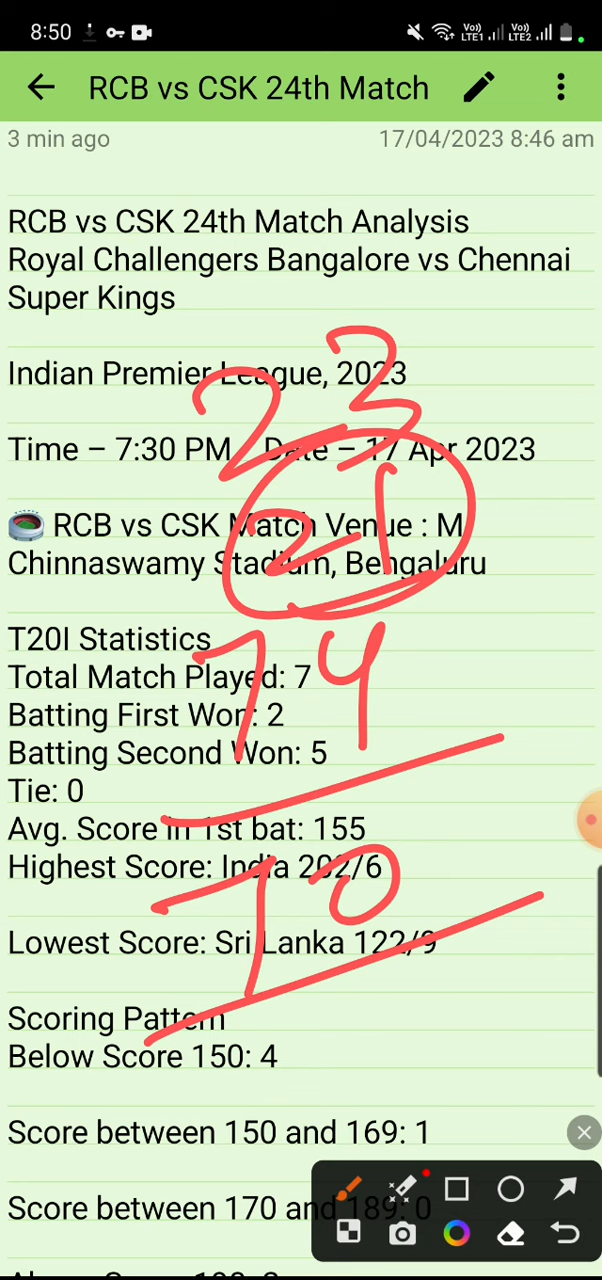 8:50 Vo) LTE1 Vo) LTE2
RCB vs CSK 24th Match
3 min ago 17/04/2023 8:46 am
RCB vs CSK 24th Match Analysis
Royal Challengers Bangalore vs Chennai
Super Kings
Indian Premier League, 2023
23
Time – 7:30 PM, Date – 17 Apr 2023
21
RCB vs CSK Match Venue : M
Chinnaswamy Stadium, Bengaluru
T20I Statistics
74
Total Match Played: 7
Batting First Won: 2
Batting Second Won: 5
Tie: 0
Avg. Score in 1st bat: 155
Highest Score: India 202/6
70
Lowest Score: Sri Lanka 122/9
Scoring Pattern
Below Score 150: 4
Score between 150 and 169: 1
Score between 170 and 189: 0